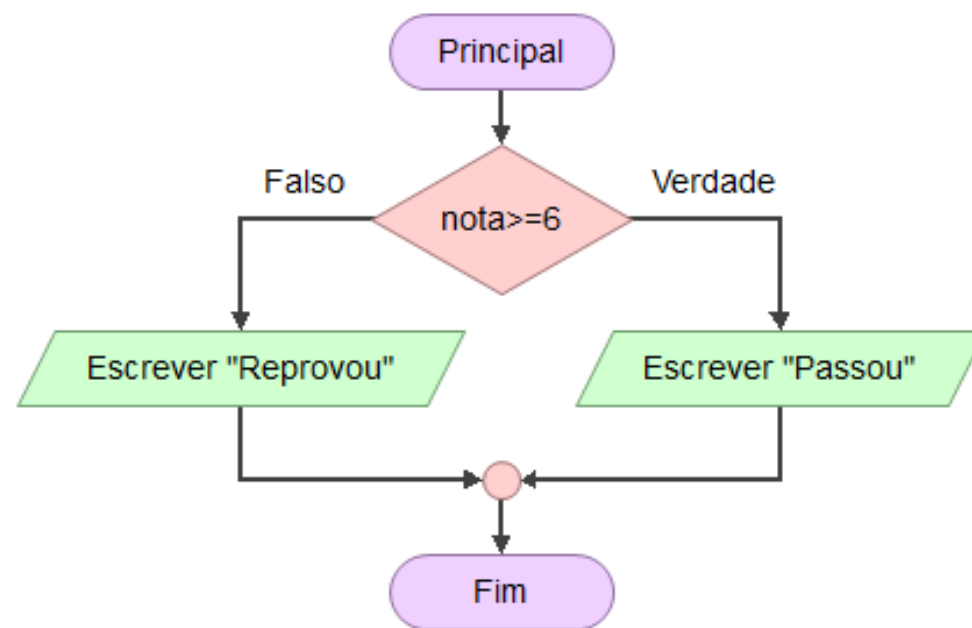 Principal
Falso
Verdade
nota>=6
Escrever "Reprovou"
Escrever "Passou"
Fim